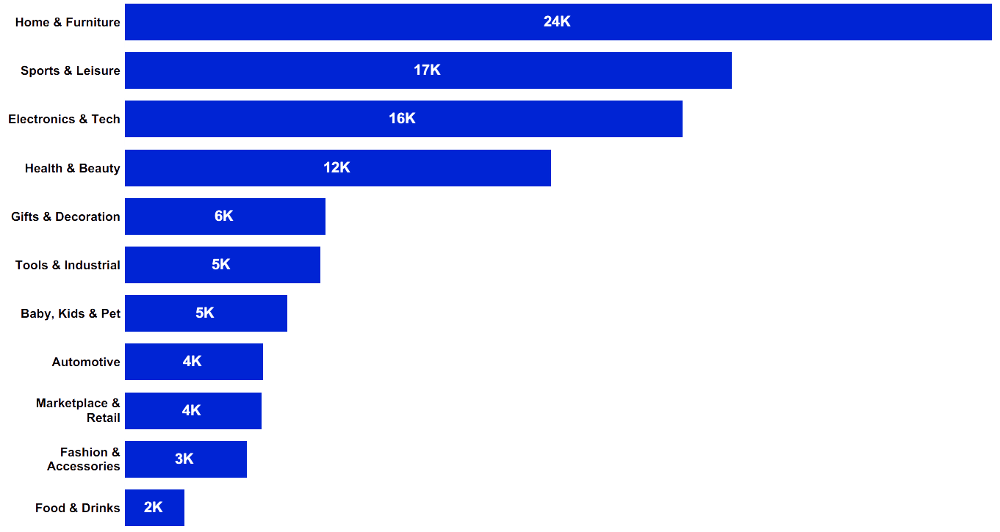 Home & Furniture 24K
Sports & Leisure 17K
Electronics & Tech 16K
Health & Beauty 12K
Gifts & Decoration 6K
Tools & Industrial 5K
Baby, Kids & Pet 5K
Automotive 4K
Marketplace &
Retail 4K
Fashion &
Accessories 3K
Food & Drinks 2K